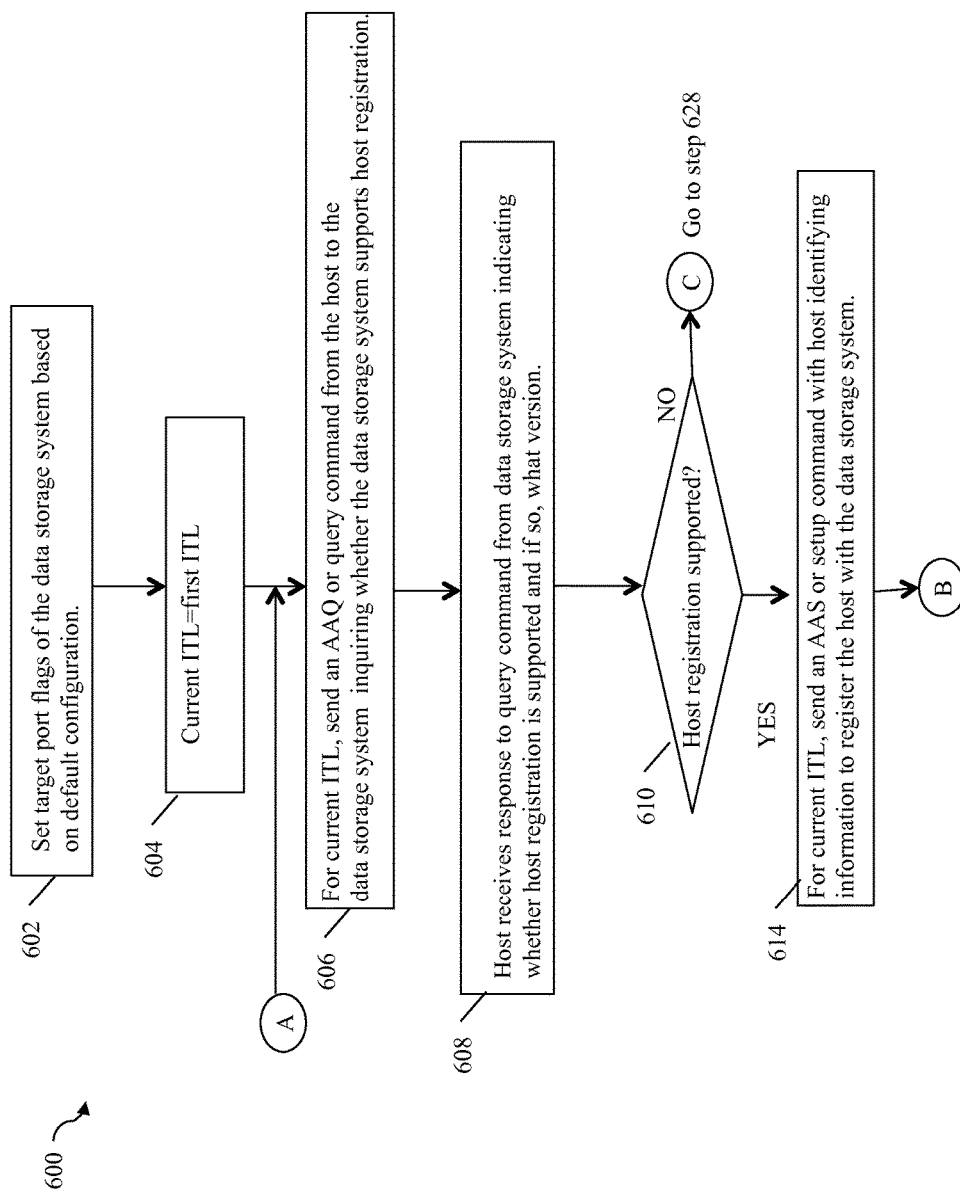 600
602
Set target port flags of the data storage system based
on default configuration.
604
Current ITL=first ITL
A
606
For current ITL, send an AAQ or query command from the host to the
data storage system inquiring whether the data storage system supports host registration.
608
Host receives response to query command from data storage system indicating
whether host registration is supported and if so, what version.
610
Host registration supported?
NO
C
Go to step 628
YES
614
For current ITL, send an AAS or setup command with host identifying
information to register the host with the data storage system.
B